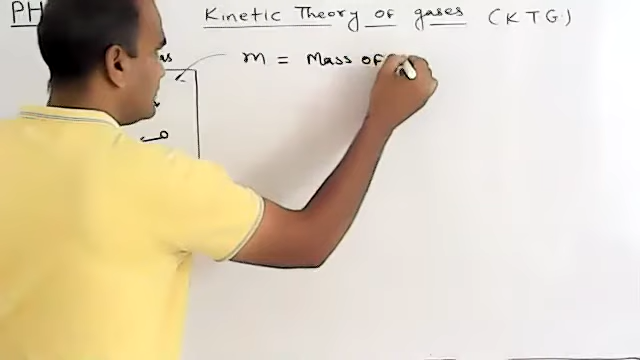 PH
Kinetic Theory of gases (KTG)
m = Mass of